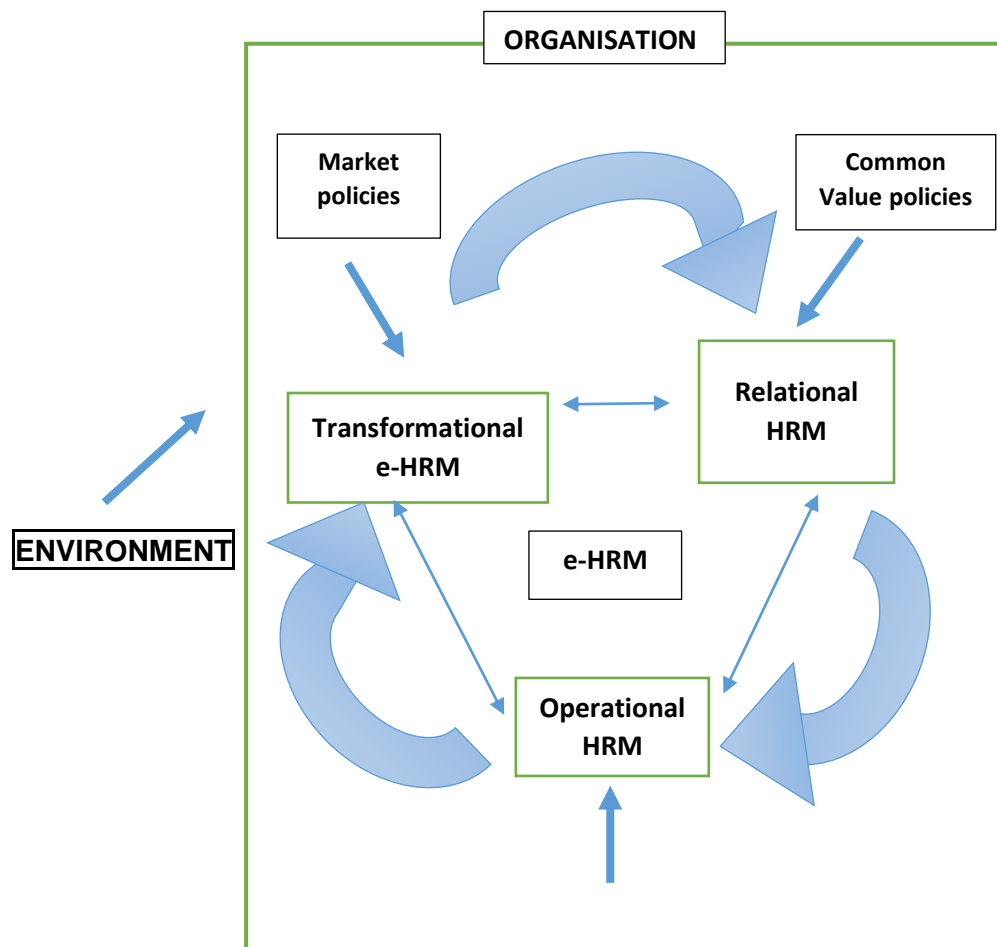 ORGANISATION
Market
policies
Common
Value policies
Relational
HRM
Transformational
e-HRM
ENVIRONMENT
e-HRM
Operational
HRM